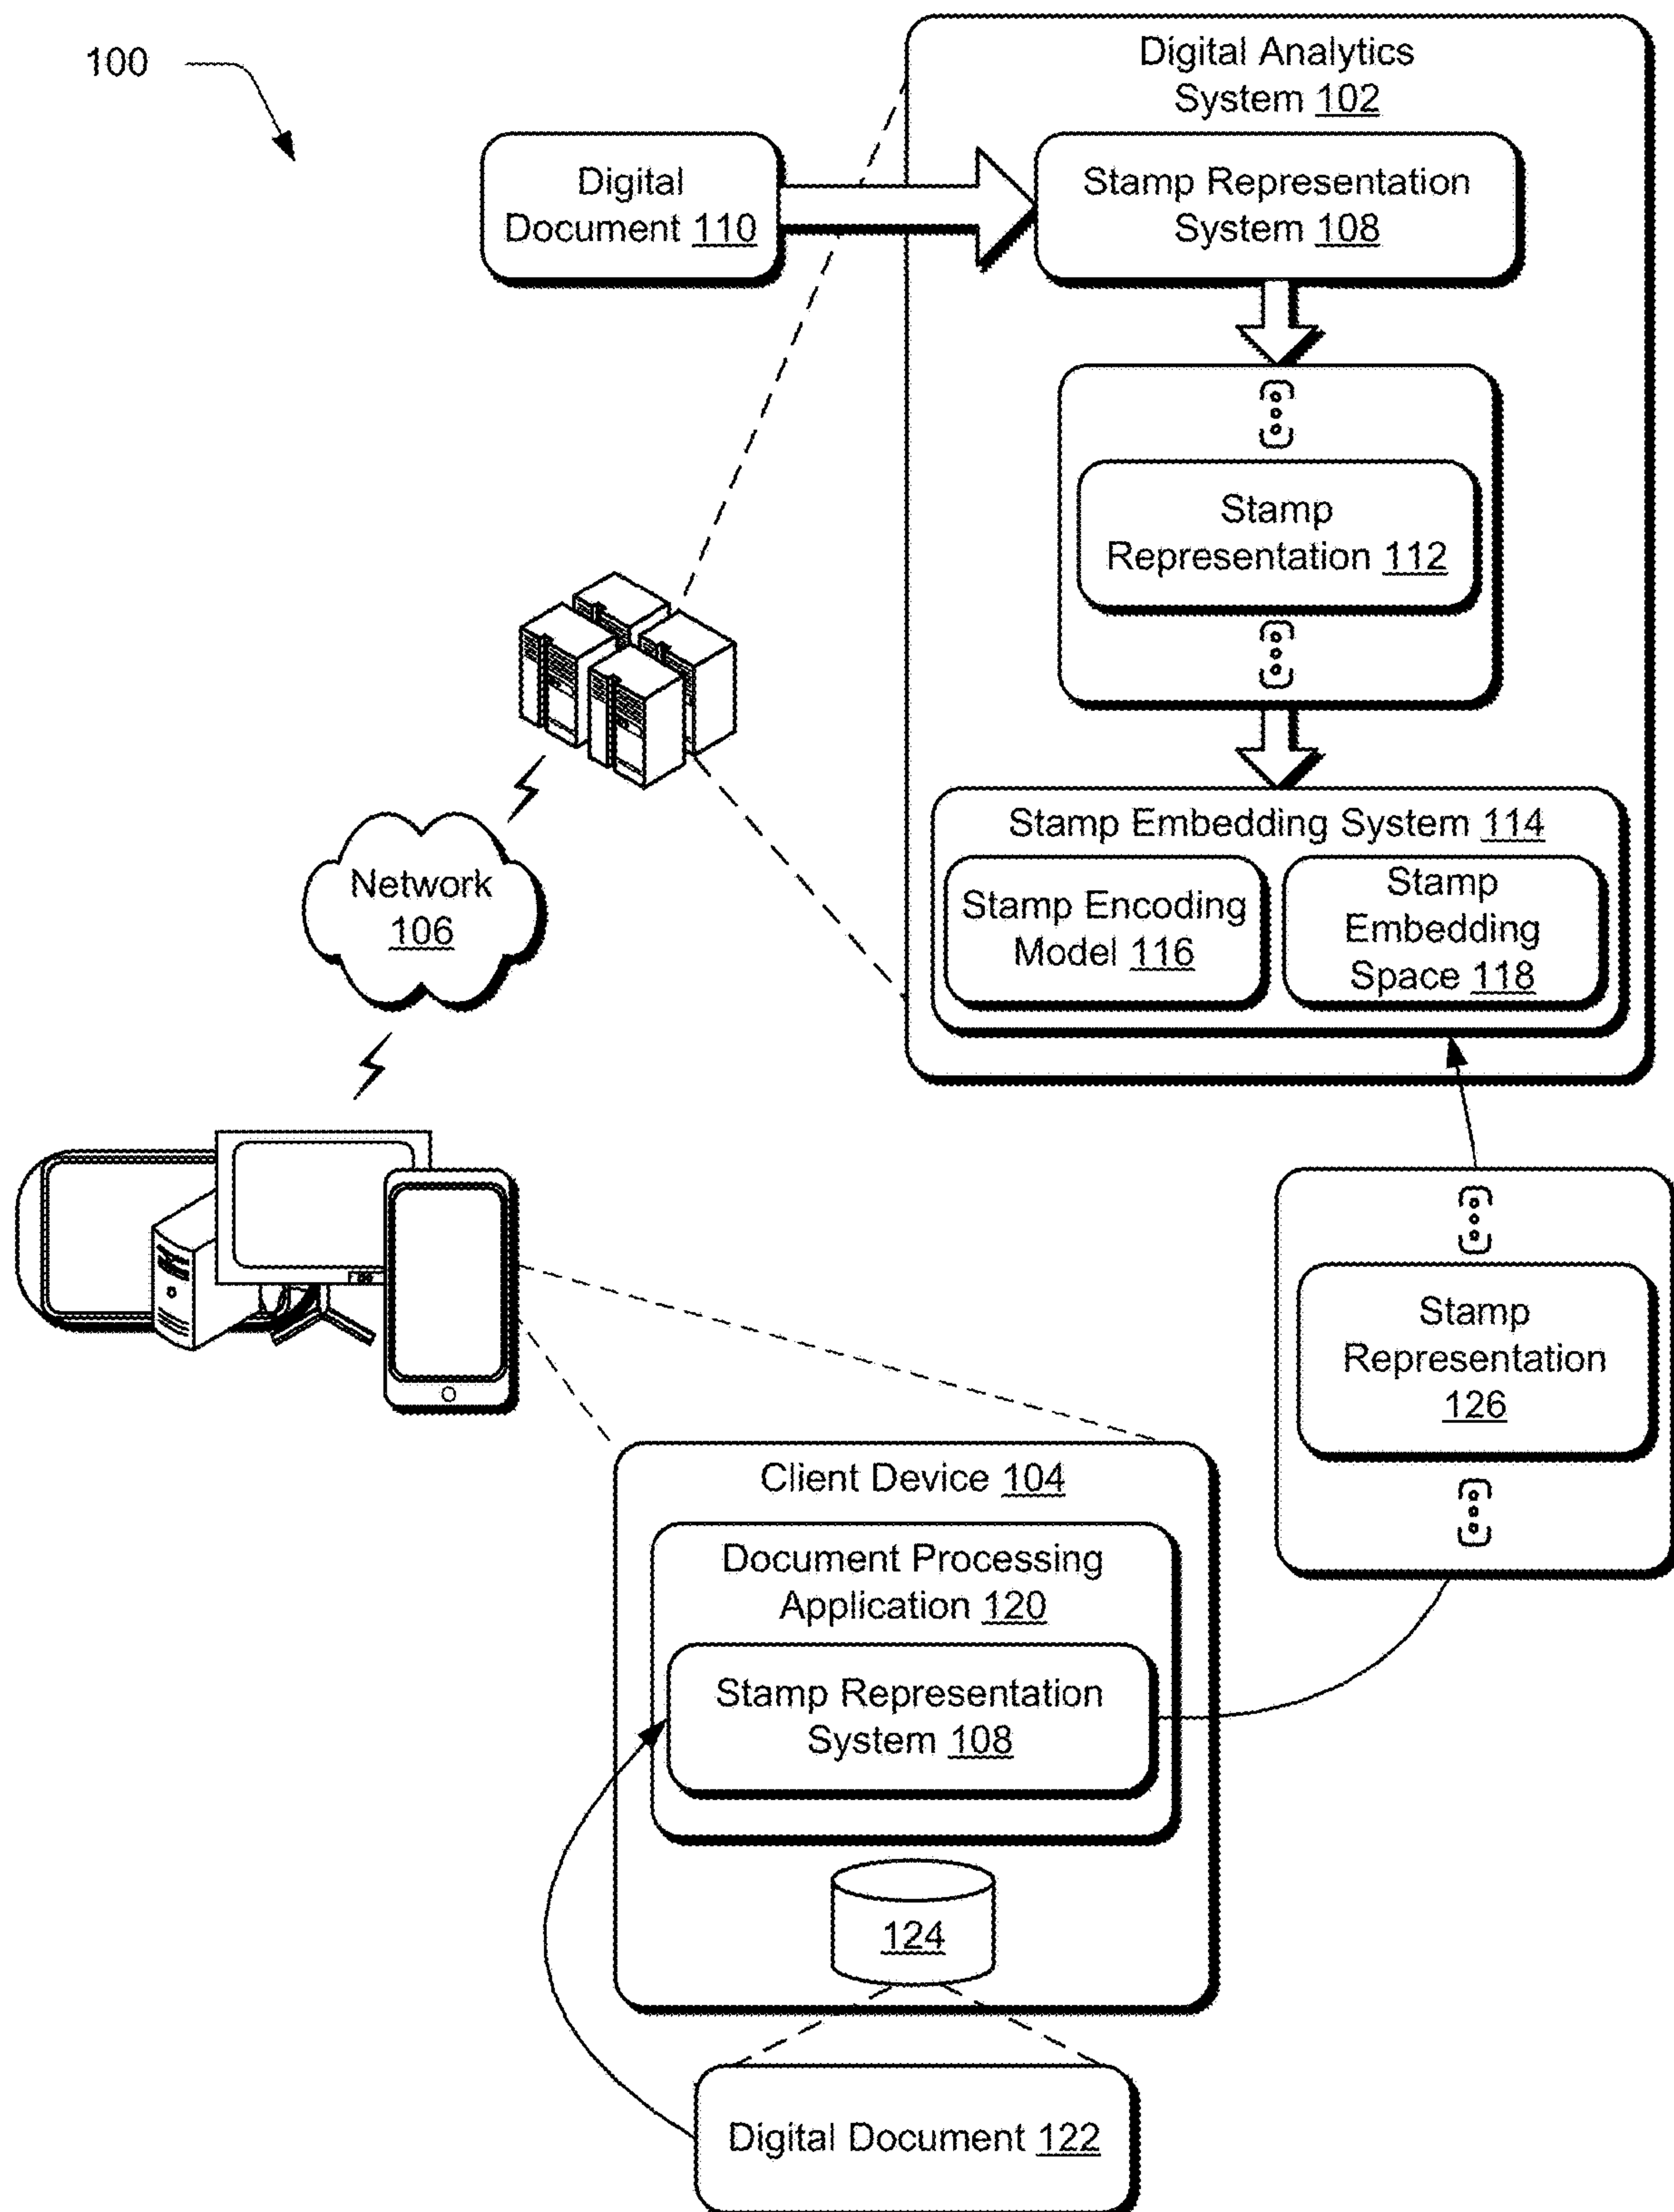 100
Digital Analytics
System 102
Digital
Document 110
Stamp Representation
System 108
Stamp
Representation 112
Stamp Embedding System 114
Stamp Encoding
Model 116
Stamp
Embedding
Space 118
Network
106
Stamp
Representation
126
Client Device 104
Document Processing
Application 120
Stamp Representation
System 108
124
Digital Document 122